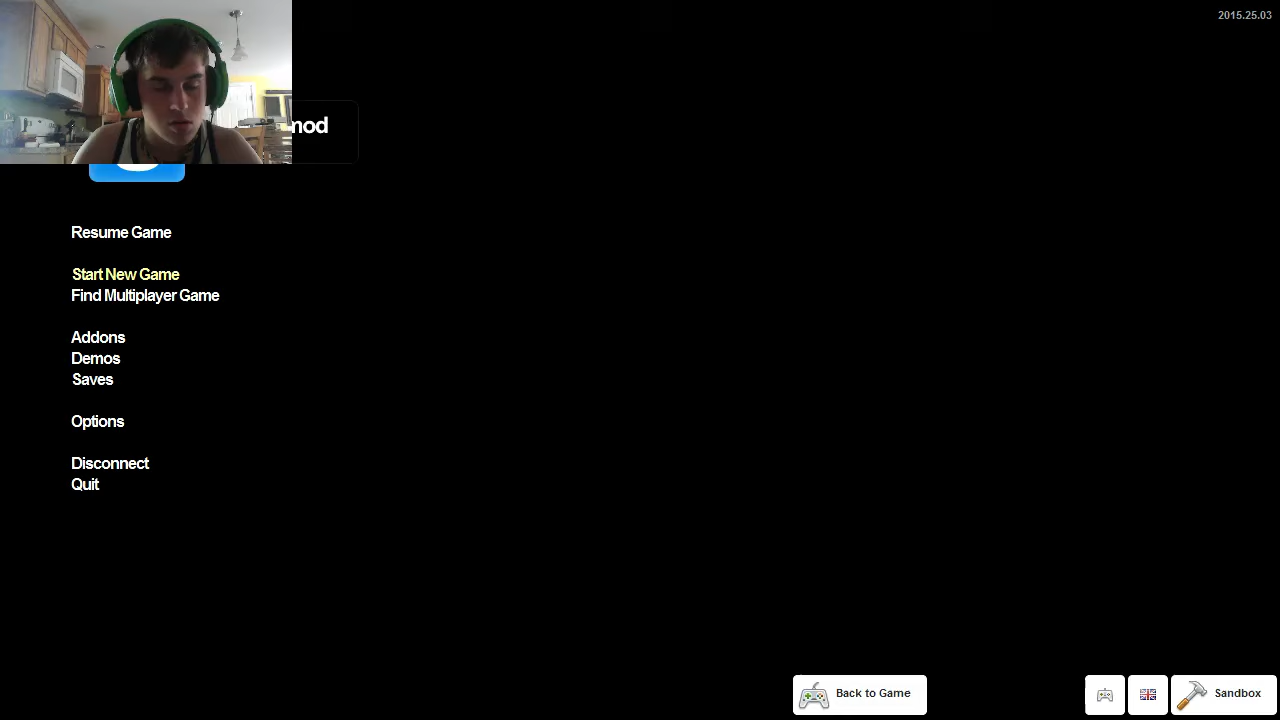 2015.25.03
mod
Resume Game
Start New Game
Find Multiplayer Game
Addons
Demos
Saves
Options
Disconnect
Quit
Back to Game
Sandbox